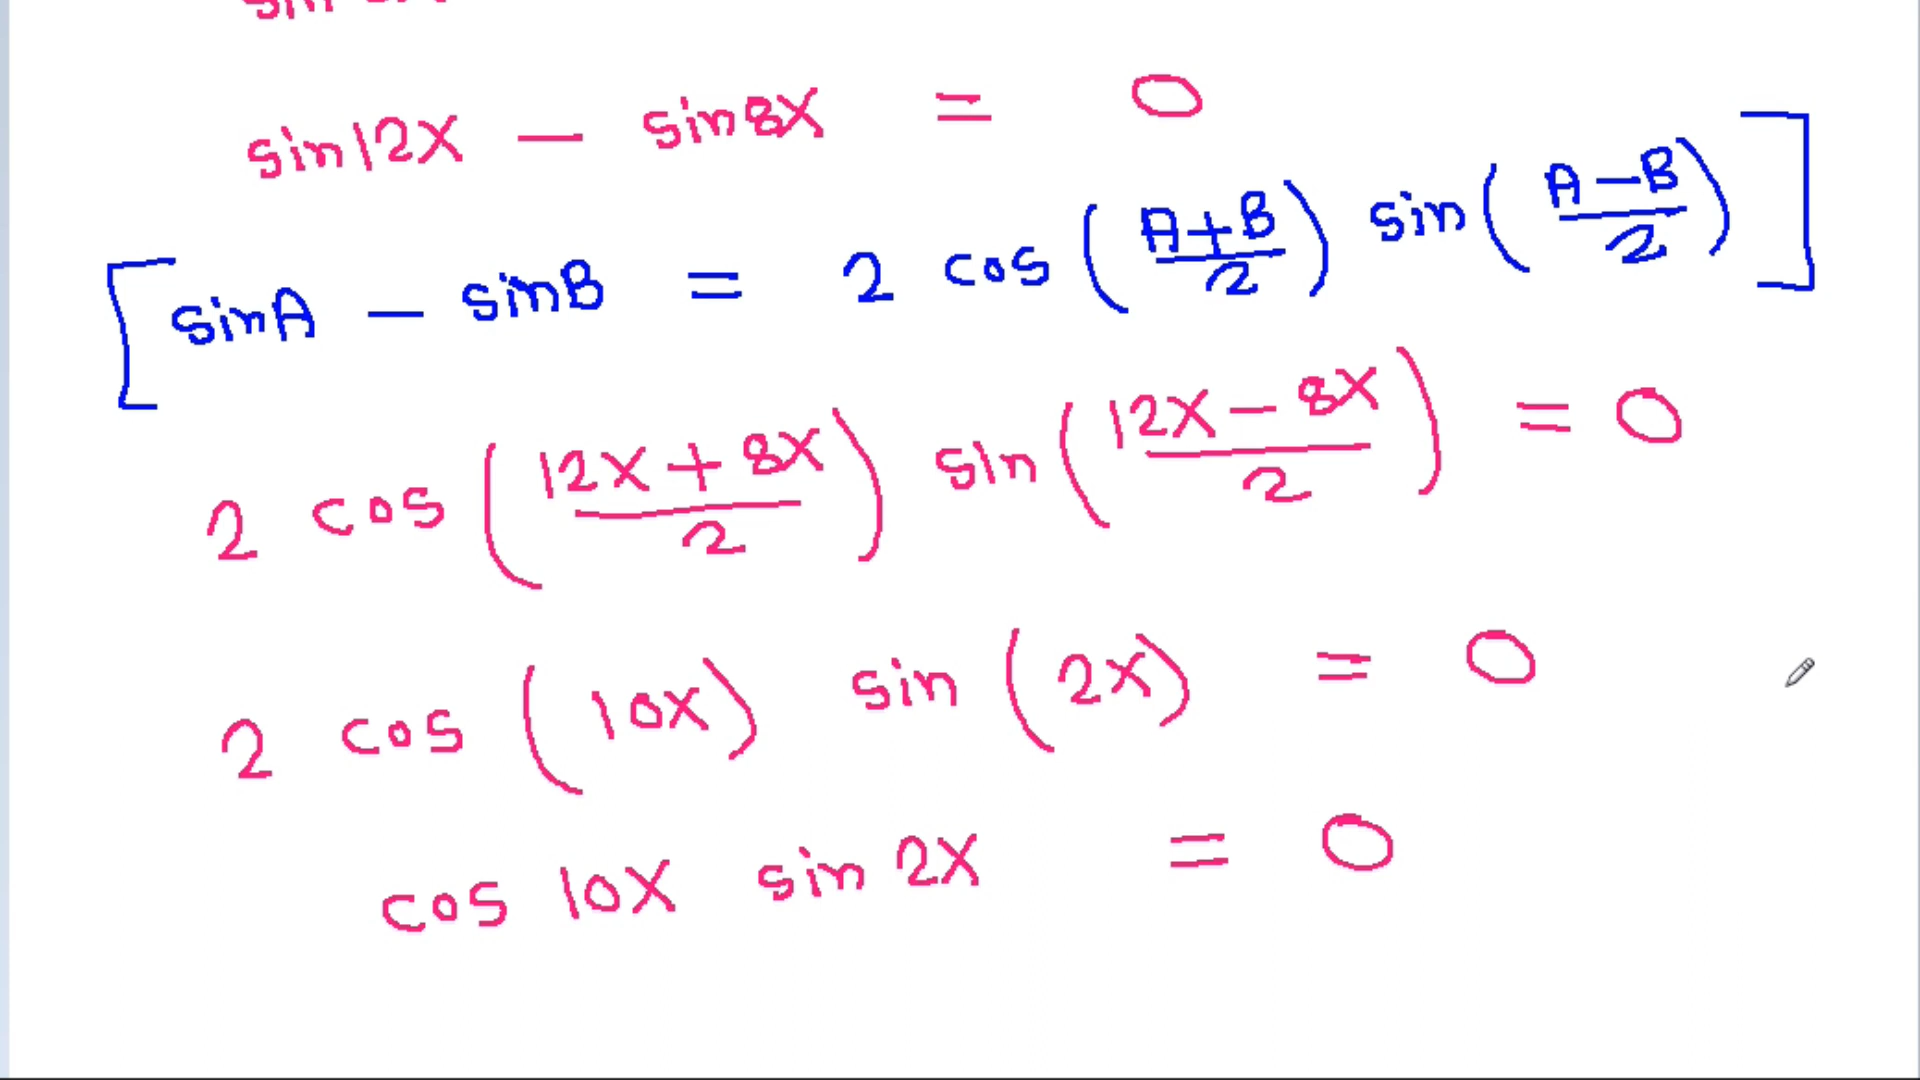 sin12x - sin8x = 0
[sinA - sinB = 2 cos(A+B/2) sin(A-B/2)]
2 cos(12x+8x/2) sin(12x-8x/2) = 0
2 cos(10x) sin(2x) = 0
cos 10x sin 2x = 0